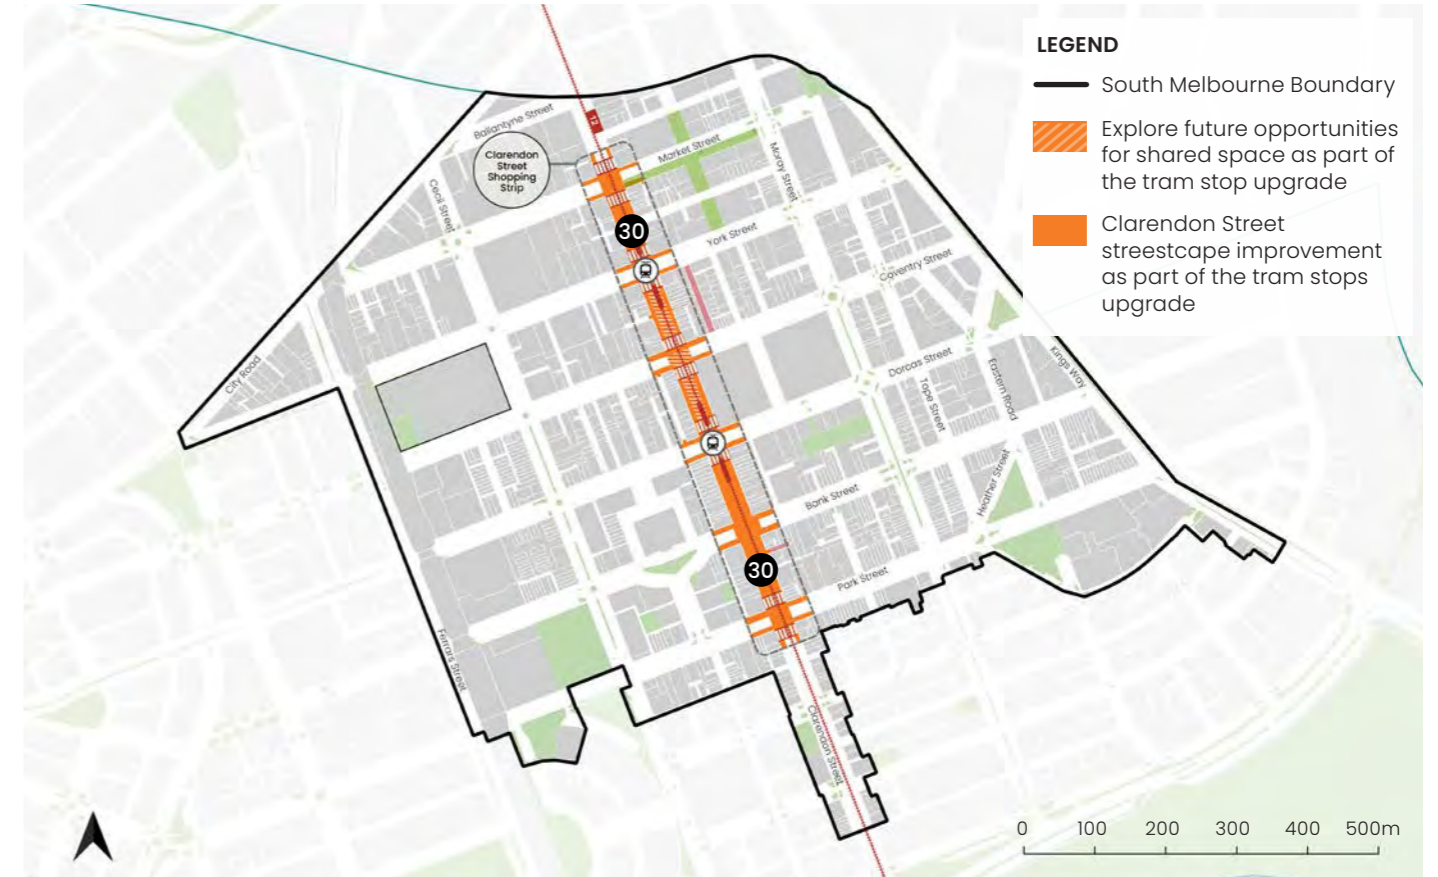 LEGEND
South Melbourne Boundary
Explore future opportunities
for shared space as part of
the tram stop upgrade
Clarendon Street
streestcape improvement
as part of the tram stops
upgrade
12
Ballantyne Street
Clarendon
Street
Shopping
Strip
Market Street
Moray Street
Cecil Street
30
York Street
Coventry Street
City Road
Dorcas Street
Tope Street
Eastern Road
Kings Way
Bank Street
Heather Street
30
Park Street
Ferrars Street
Clarendon Street
0 100 200 300 400 500m